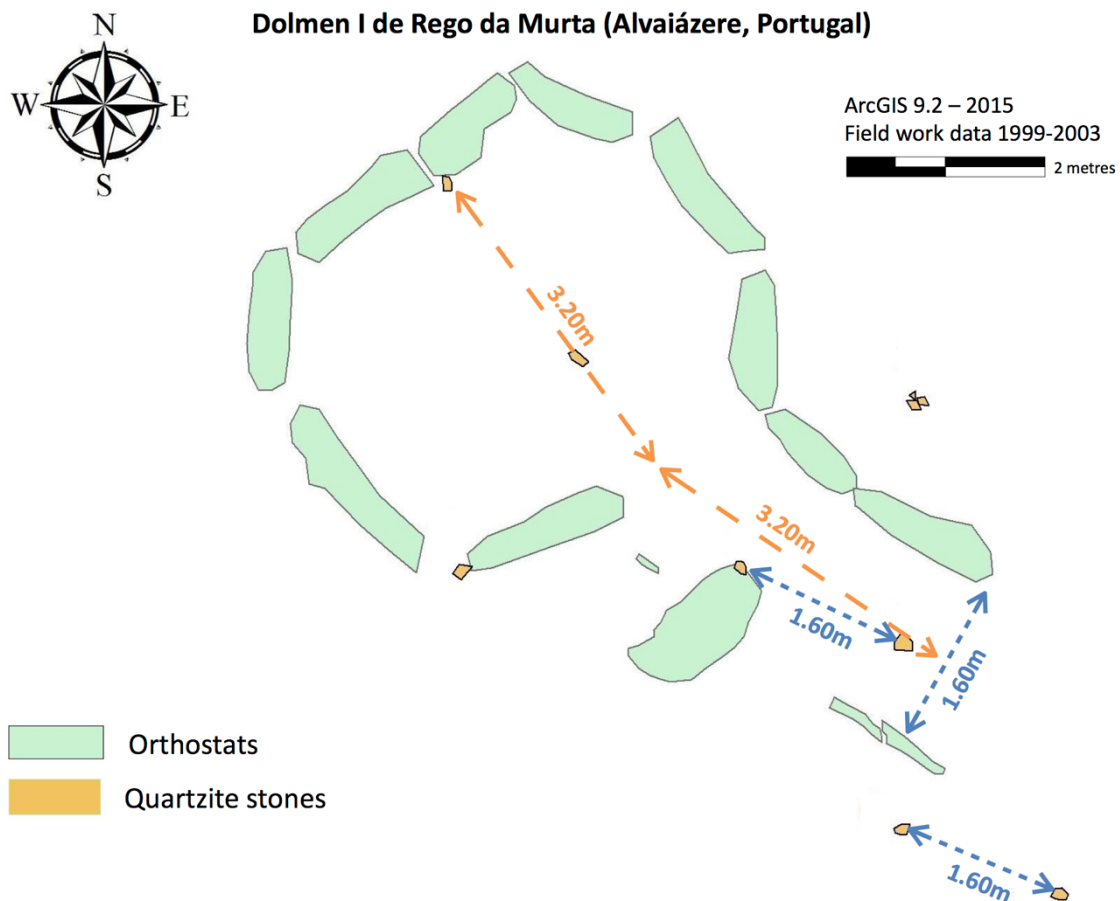 Dolmen I de Rego da Murta (Alvaiázere, Portugal)
N
W E
S
ArcGIS 9.2 – 2015
Field work data 1999-2003
2 metres
3.20m
3.20m
1.60m
1.60m
Orthostats
Quartzite stones
1.60m